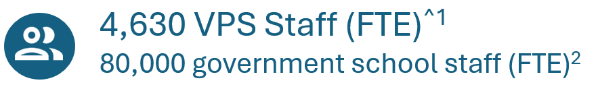 4,630 VPS Staff (FTE)^1
80,000 government school staff (FTE)2